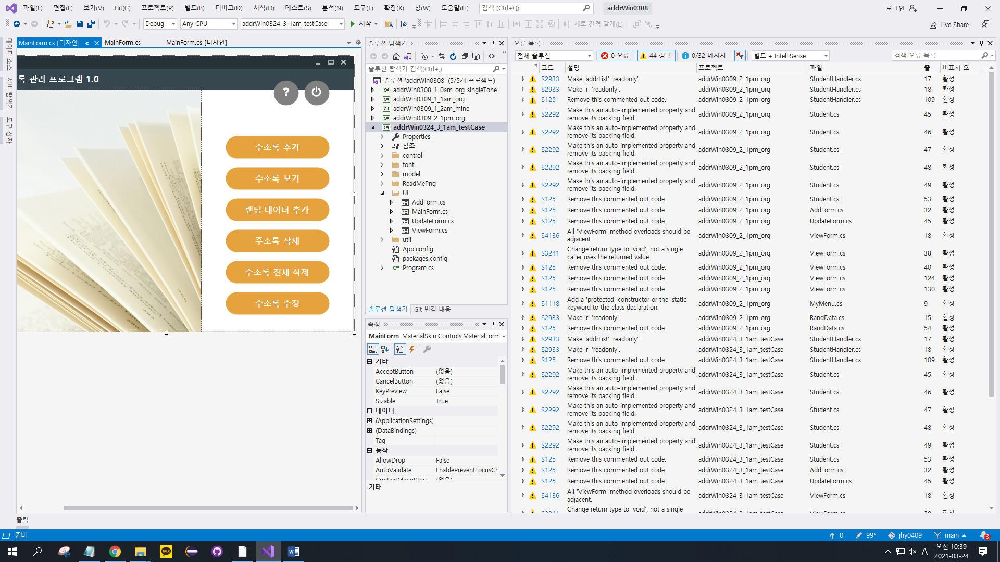 파일(F) 편집(E) 보기(V) Git(G) 프로젝트(P) 빌드(B) 디버그(D) 서식(O) 테스트(S) 분석(N) 도구(T) 확장(X) 창(W) 도움말(H) 검색 (Ctrl+Q) addrWin0308 로그인
Debug Any CPU addrWin0324_3_1am_testCase 시작 세로 간격 같게(E) Live Share
데이터 소스
서버 탐색기
도구 상자
MainForm.cs [디자인] MainForm.cs MainForm.cs [디자인]
록 관리 프로그램 1.0
?
주소록 추가
주소록 보기
랜덤 데이터 추가
주소록 삭제
주소록 전체 삭제
주소록 수정
출력
솔루션 탐색기
솔루션 탐색기 검색(Ctrl+;)
솔루션 'addrWin0308' (5/5개 프로젝트)
addrWin0308_1_0am_org_singleTone
addrWin0309_1_1am_org
addrWin0309_1_2am_mine
addrWin0309_2_1pm_org
addrWin0324_3_1am_testCase
Properties
참조
control
font
model
ReadMePng
UI
AddForm.cs
MainForm.cs
UpdateForm.cs
ViewForm.cs
util
App.config
packages.config
Program.cs
솔루션 탐색기 Git 변경 내용
속성
MainForm MaterialSkin.Controls.MaterialForm
기타
AcceptButton (없음)
CancelButton (없음)
KeyPreview False
Sizable True
데이터
(ApplicationSettings)
(DataBindings)
Tag
동작
AllowDrop False
AutoValidate EnablePreventFocusCh
ContextMenuStrip (없음)
기타
오류 목록
전체 솔루션 0 오류 44 경고 0/32 메시지 빌드 + IntelliSense 검색 오류 목록
코드 설명 프로젝트 파일 줄 비표시 오...
S2933 Make 'addrList' 'readonly'. addrWin0309_2_1pm_org StudentHandler.cs 17 활성
S2933 Make 'r' 'readonly'. addrWin0309_2_1pm_org StudentHandler.cs 18 활성
S125 Remove this commented out code. addrWin0309_2_1pm_org StudentHandler.cs 109 활성
S2292 Make this an auto-implemented property and remove its backing field. addrWin0309_2_1pm_org Student.cs 45 활성
S2292 Make this an auto-implemented property and remove its backing field. addrWin0309_2_1pm_org Student.cs 46 활성
S2292 Make this an auto-implemented property and remove its backing field. addrWin0309_2_1pm_org Student.cs 47 활성
S2292 Make this an auto-implemented property and remove its backing field. addrWin0309_2_1pm_org Student.cs 48 활성
S2292 Make this an auto-implemented property and remove its backing field. addrWin0309_2_1pm_org Student.cs 49 활성
S125 Remove this commented out code. addrWin0309_2_1pm_org Student.cs 53 활성
S125 Remove this commented out code. addrWin0309_2_1pm_org AddForm.cs 32 활성
S125 Remove this commented out code. addrWin0309_2_1pm_org UpdateForm.cs 45 활성
S4136 All 'ViewForm' method overloads should be adjacent. addrWin0309_2_1pm_org ViewForm.cs 18 활성
S3241 Change return type to 'void'; not a single caller uses the returned value. addrWin0309_2_1pm_org ViewForm.cs 38 활성
S125 Remove this commented out code. addrWin0309_2_1pm_org ViewForm.cs 40 활성
S125 Remove this commented out code. addrWin0309_2_1pm_org ViewForm.cs 124 활성
S125 Remove this commented out code. addrWin0309_2_1pm_org ViewForm.cs 130 활성
S1118 Add a 'protected' constructor or the 'static' keyword to the class declaration. addrWin0309_2_1pm_org MyMenu.cs 9 활성
S2933 Make 'r' 'readonly'. addrWin0309_2_1pm_org RandData.cs 15 활성
S125 Remove this commented out code. addrWin0309_2_1pm_org RandData.cs 54 활성
S2933 Make 'addrList' 'readonly'. addrWin0324_3_1am_testCase StudentHandler.cs 17 활성
S2933 Make 'r' 'readonly'. addrWin0324_3_1am_testCase StudentHandler.cs 18 활성
S125 Remove this commented out code. addrWin0324_3_1am_testCase StudentHandler.cs 109 활성
S2292 Make this an auto-implemented property and remove its backing field. addrWin0324_3_1am_testCase Student.cs 45 활성
S2292 Make this an auto-implemented property and remove its backing field. addrWin0324_3_1am_testCase Student.cs 46 활성
S2292 Make this an auto-implemented property and remove its backing field. addrWin0324_3_1am_testCase Student.cs 47 활성
S2292 Make this an auto-implemented property and remove its backing field. addrWin0324_3_1am_testCase Student.cs 48 활성
S2292 Make this an auto-implemented property and remove its backing field. addrWin0324_3_1am_testCase Student.cs 49 활성
S125 Remove this commented out code. addrWin0324_3_1am_testCase Student.cs 53 활성
S125 Remove this commented out code. addrWin0324_3_1am_testCase AddForm.cs 32 활성
S125 Remove this commented out code. addrWin0324_3_1am_testCase UpdateForm.cs 45 활성
S4136 All 'ViewForm' method overloads should be adjacent. addrWin0324_3_1am_testCase ViewForm.cs 18 활성
S3241 Change return type to 'void'; not a single addrWin0324_3_1am_testCase ViewForm.cs 38 활성
준비 0 99* jhy0409 main 3
TALK A 오전 10:39
2021-03-24